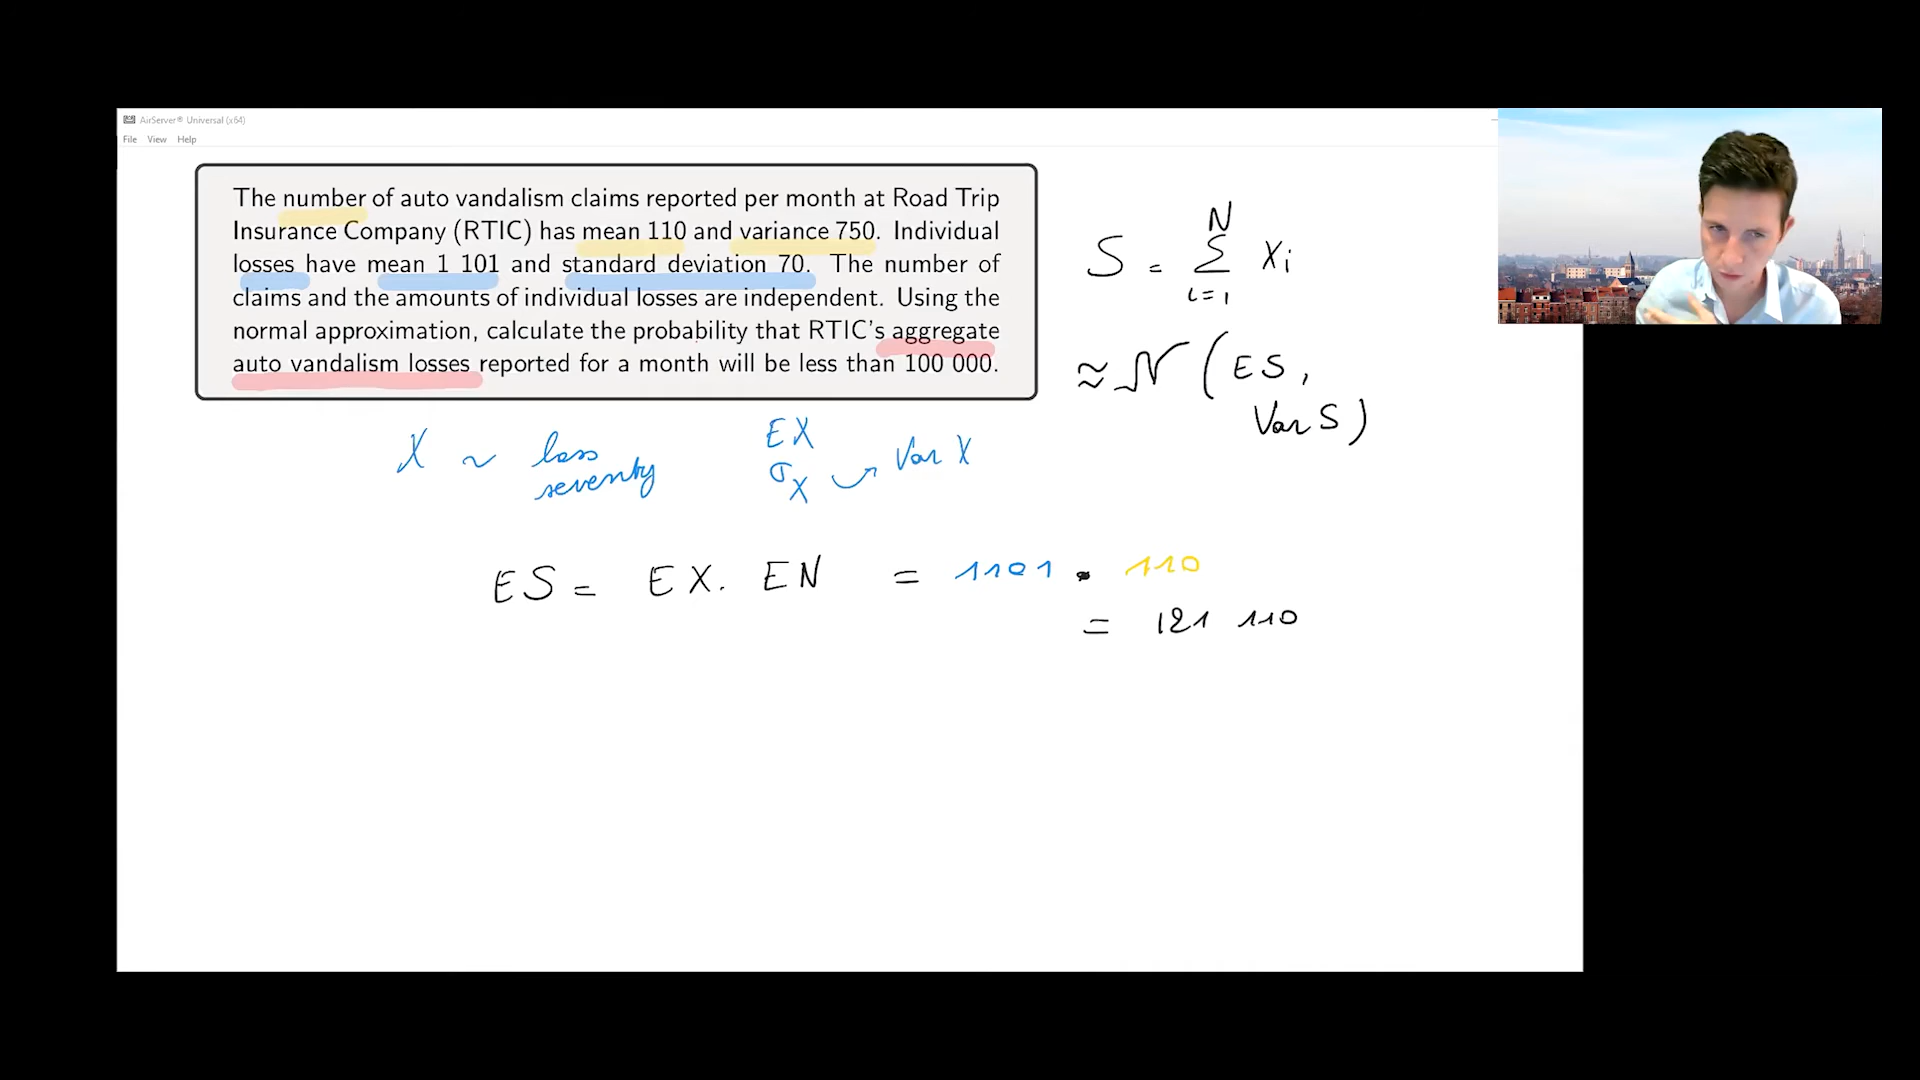 AirServer® Universal (x64)
File View Help
The number of auto vandalism claims reported per month at Road Trip
Insurance Company (RTIC) has mean 110 and variance 750. Individual
losses have mean 1 101 and standard deviation 70. The number of
claims and the amounts of individual losses are independent. Using the
normal approximation, calculate the probability that RTIC's aggregate
auto vandalism losses reported for a month will be less than 100 000.
S = N Σ i=1 Xi
≈ N (ES,
Var S)
X ~ loss
severity
EX
σX → Var X
ES = EX. EN = 1101 • 110
= 121 110